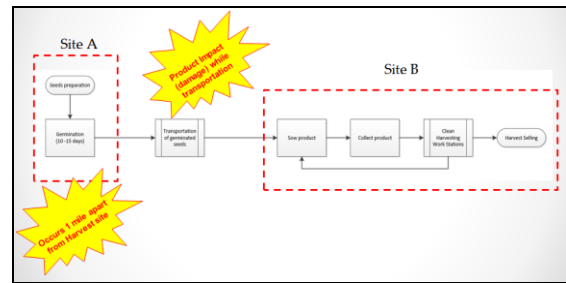 Site A
Seeds preparation
Germination
(10 -15 days)
Occurs 1 mile apart
from Harvest site
Product Impact
(damage) while
transportation
Transportation
of germinated
seeds
Site B
Sow product
Collect product
Clean
Harvesting
Work Stations
Harvest Selling